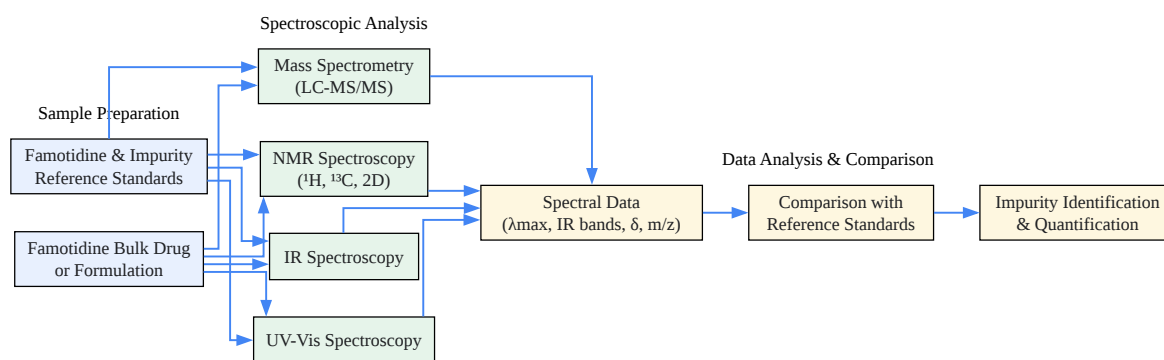 Spectroscopic Analysis
Mass Spectrometry
(LC-MS/MS)
Sample Preparation
Famotidine & Impurity
Reference Standards
NMR Spectroscopy
(¹H, ¹³C, 2D)
Data Analysis & Comparison
Spectral Data
(λmax, IR bands, δ, m/z)
Comparison with
Reference Standards
Impurity Identification
& Quantification
Famotidine Bulk Drug
or Formulation
IR Spectroscopy
UV-Vis Spectroscopy